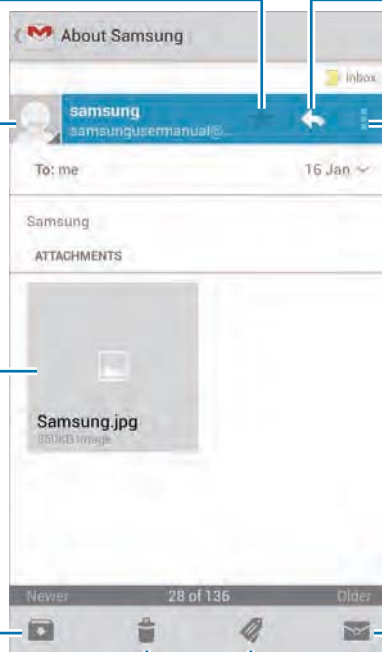 About Samsung
Inbox
samsung
samsungusermanual@...
To: me 16 Jan
Samsung
ATTACHMENTS
Samsung.jpg
350KB Image
Newer 28 of 136 Older